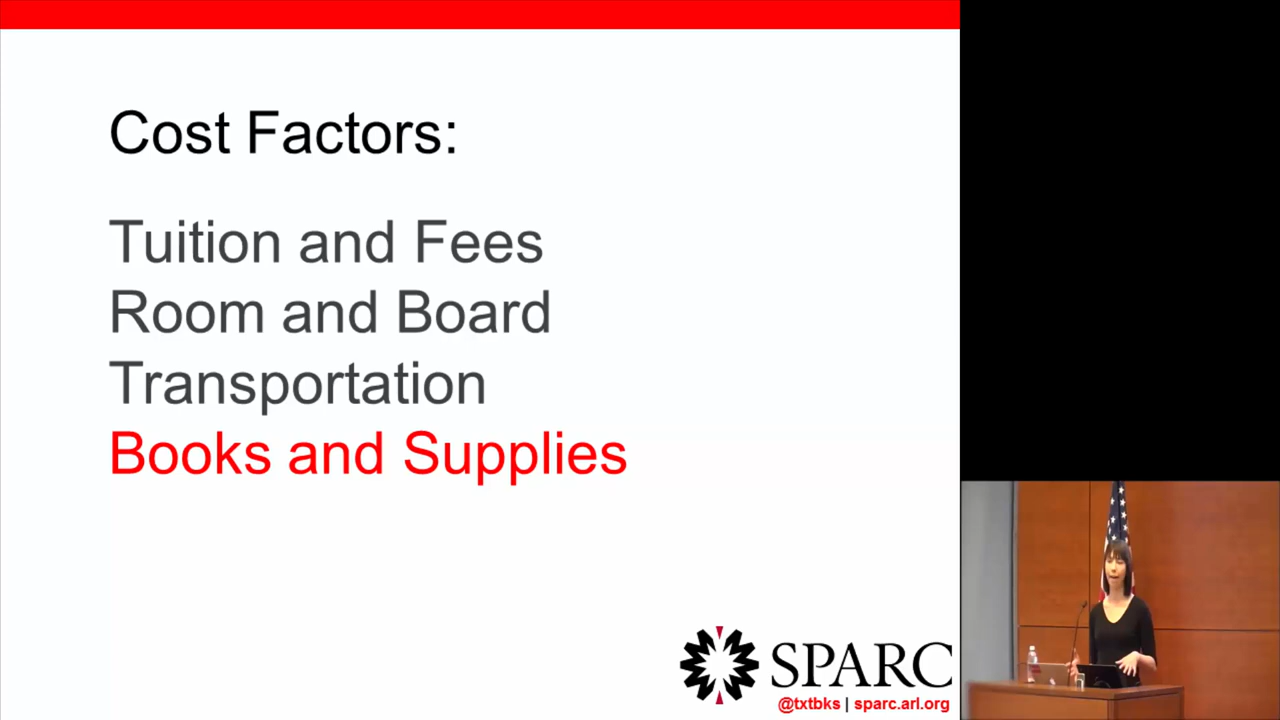 Cost Factors:
Tuition and Fees
Room and Board
Transportation
Books and Supplies
SPARC
@txtbks | sparc.arl.org